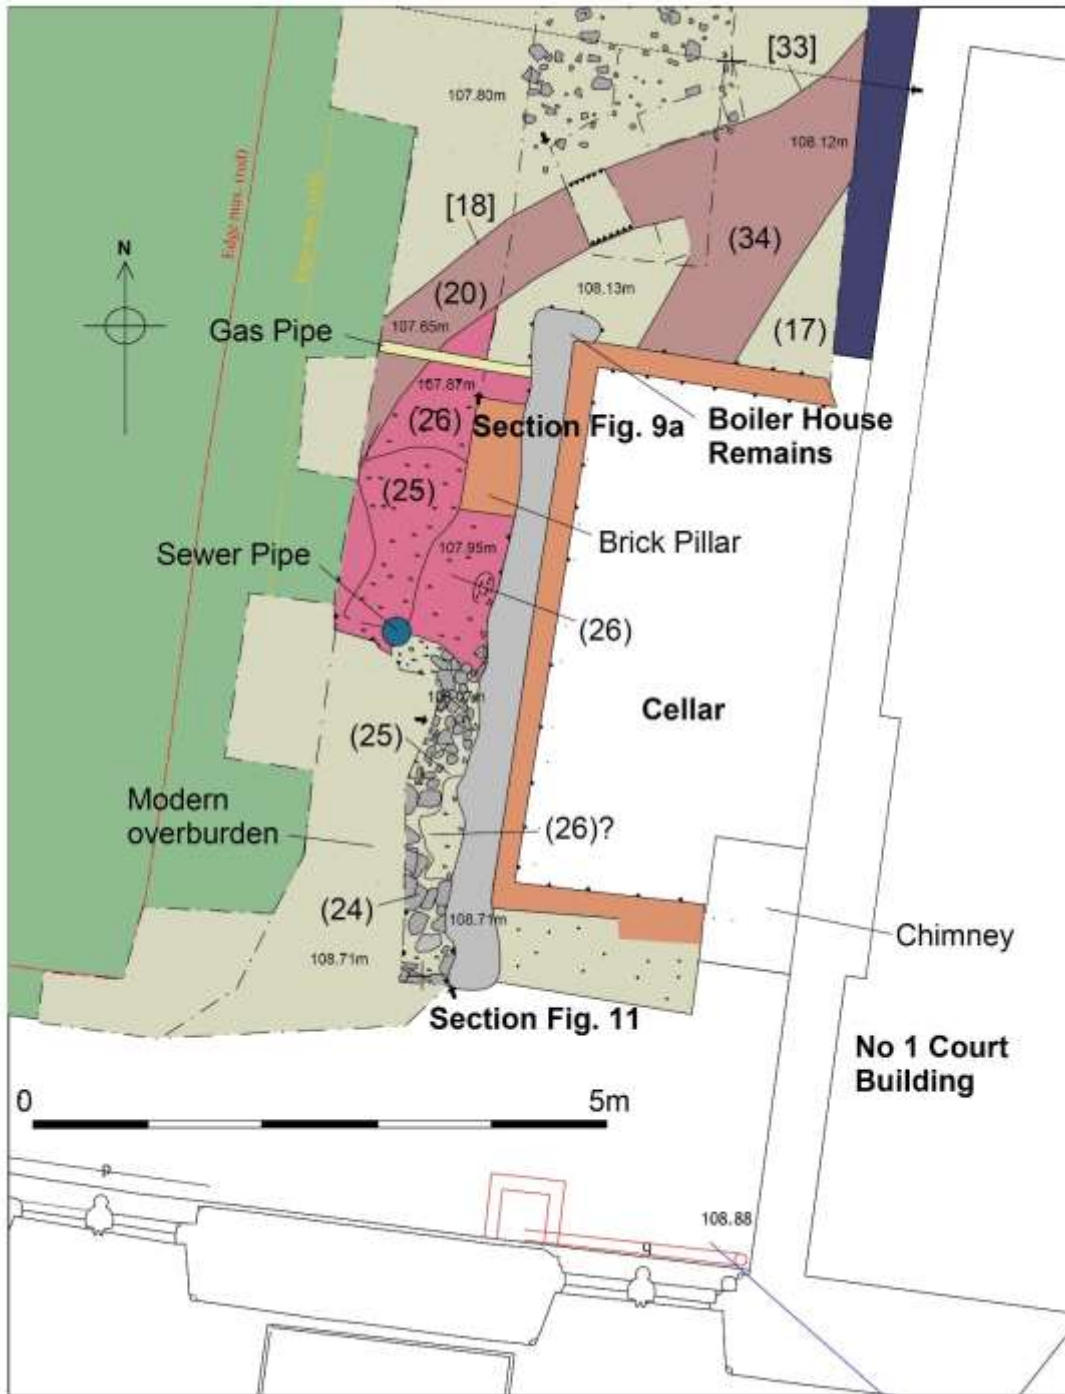 [33]
107.80m
108.12m
[18]
(34)
(20)
108.13m
107.65m
(17)
Gas Pipe
N
107.87m
(26)
Section Fig. 9a
Boiler House
Remains
(25)
Brick Pillar
107.95m
Sewer Pipe
(26)
Cellar
(25)
Modern
overburden
(26)?
(24)
108.71m
Chimney
108.71m
Section Fig. 11
No 1 Court
Building
0
5m
108.88